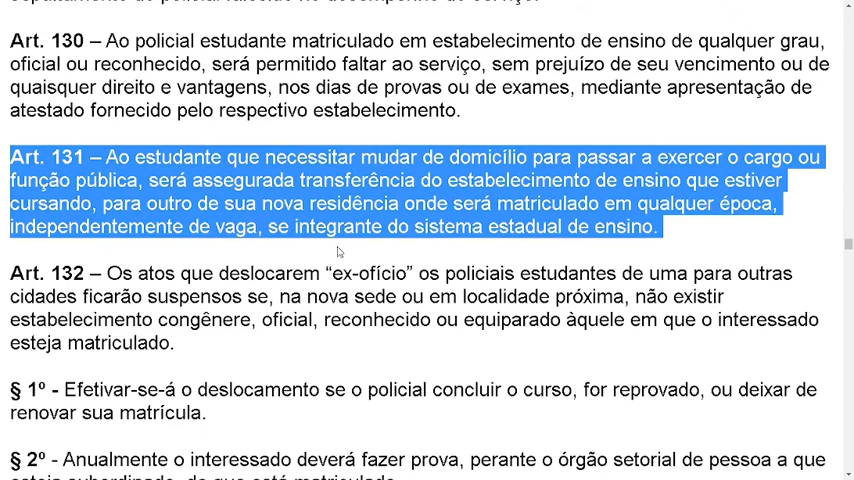 Art. 130 – Ao policial estudante matriculado em estabelecimento de ensino de qualquer grau,
oficial ou reconhecido, será permitido faltar ao serviço, sem prejuízo de seu vencimento ou de
quaisquer direito e vantagens, nos dias de provas ou de exames, mediante apresentação de
atestado fornecido pelo respectivo estabelecimento.
Art. 131 – Ao estudante que necessitar mudar de domicílio para passar a exercer o cargo ou
função pública, será assegurada transferência do estabelecimento de ensino que estiver
cursando, para outro de sua nova residência onde será matriculado em qualquer época,
independentemente de vaga, se integrante do sistema estadual de ensino.
Art. 132 – Os atos que deslocarem “ex-ofício” os policiais estudantes de uma para outras
cidades ficarão suspensos se, na nova sede ou em localidade próxima, não existir
estabelecimento congênere, oficial, reconhecido ou equiparado àquele em que o interessado
esteja matriculado.
§ 1º - Efetivar-se-á o deslocamento se o policial concluir o curso, for reprovado, ou deixar de
renovar sua matrícula.
§ 2º - Anualmente o interessado deverá fazer prova, perante o órgão setorial de pessoa a que